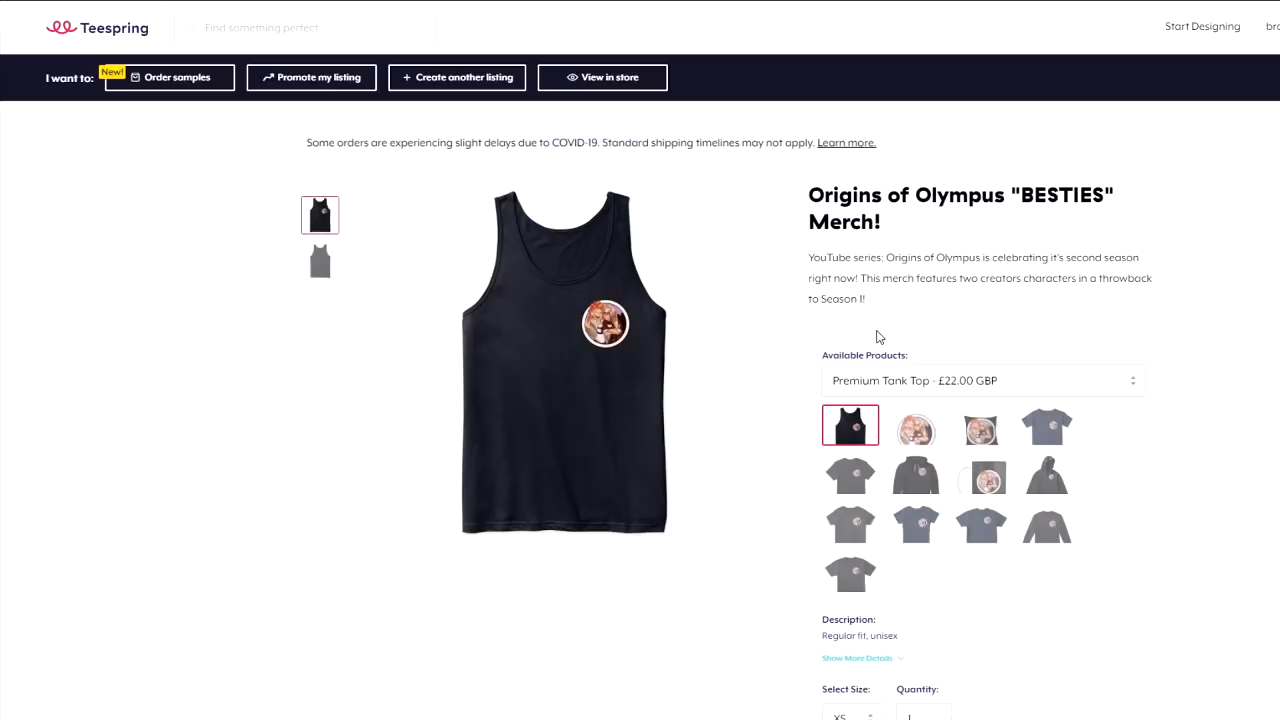 Teespring
Find something perfect
Start Designing
I want to:
New!
Order samples
Promote my listing
+ Create another listing
View in store
Some orders are experiencing slight delays due to COVID-19. Standard shipping timelines may not apply. Learn more.
Origins of Olympus "BESTIES"
Merch!
YouTube series; Origins of Olympus is celebrating it's second season
right now! This merch features two creators characters in a throwback
to Season 1!
Available Products:
Premium Tank Top - £22.00 GBP
Description:
Regular fit, unisex
Show More Details
Select Size:
Quantity:
XS
1